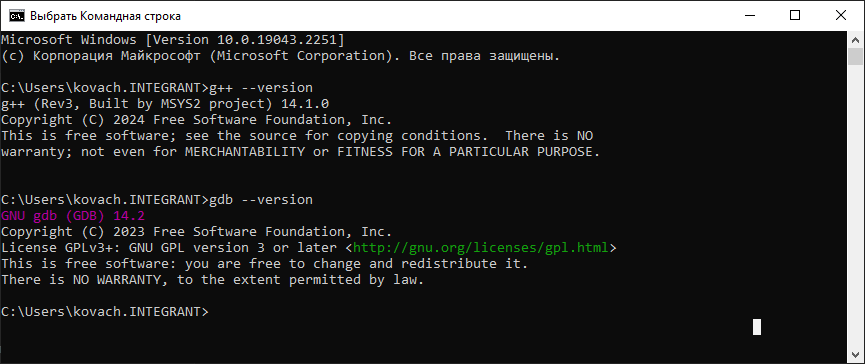 Выбрать Командная строка
Microsoft Windows [Version 10.0.19043.2251]
(c) Корпорация Майкрософт (Microsoft Corporation). Все права защищены.
C:\Users\kovach.INTEGRANT>g++ --version
g++ (Rev3, Built by MSYS2 project) 14.1.0
Copyright (C) 2024 Free Software Foundation, Inc.
This is free software; see the source for copying conditions.  There is NO
warranty; not even for MERCHANTABILITY or FITNESS FOR A PARTICULAR PURPOSE.
C:\Users\kovach.INTEGRANT>gdb --version
GNU gdb (GDB) 14.2
Copyright (C) 2023 Free Software Foundation, Inc.
License GPLv3+: GNU GPL version 3 or later <http://gnu.org/licenses/gpl.html>
This is free software: you are free to change and redistribute it.
There is NO WARRANTY, to the extent permitted by law.
C:\Users\kovach.INTEGRANT>